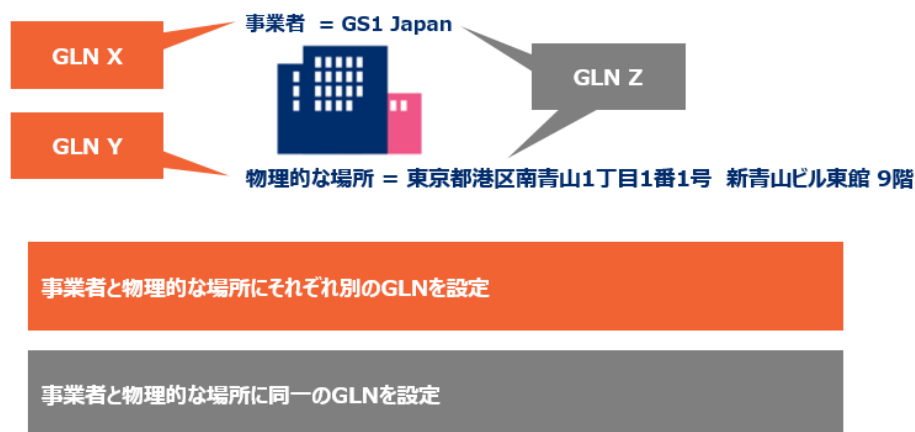 事業者 = GS1 Japan
GLN X
GLN Z
GLN Y
物理的な場所 = 東京都港区南青山1丁目1番1号 新青山ビル東館 9階
事業者と物理的な場所にそれぞれ別のGLNを設定
事業者と物理的な場所に同一のGLNを設定